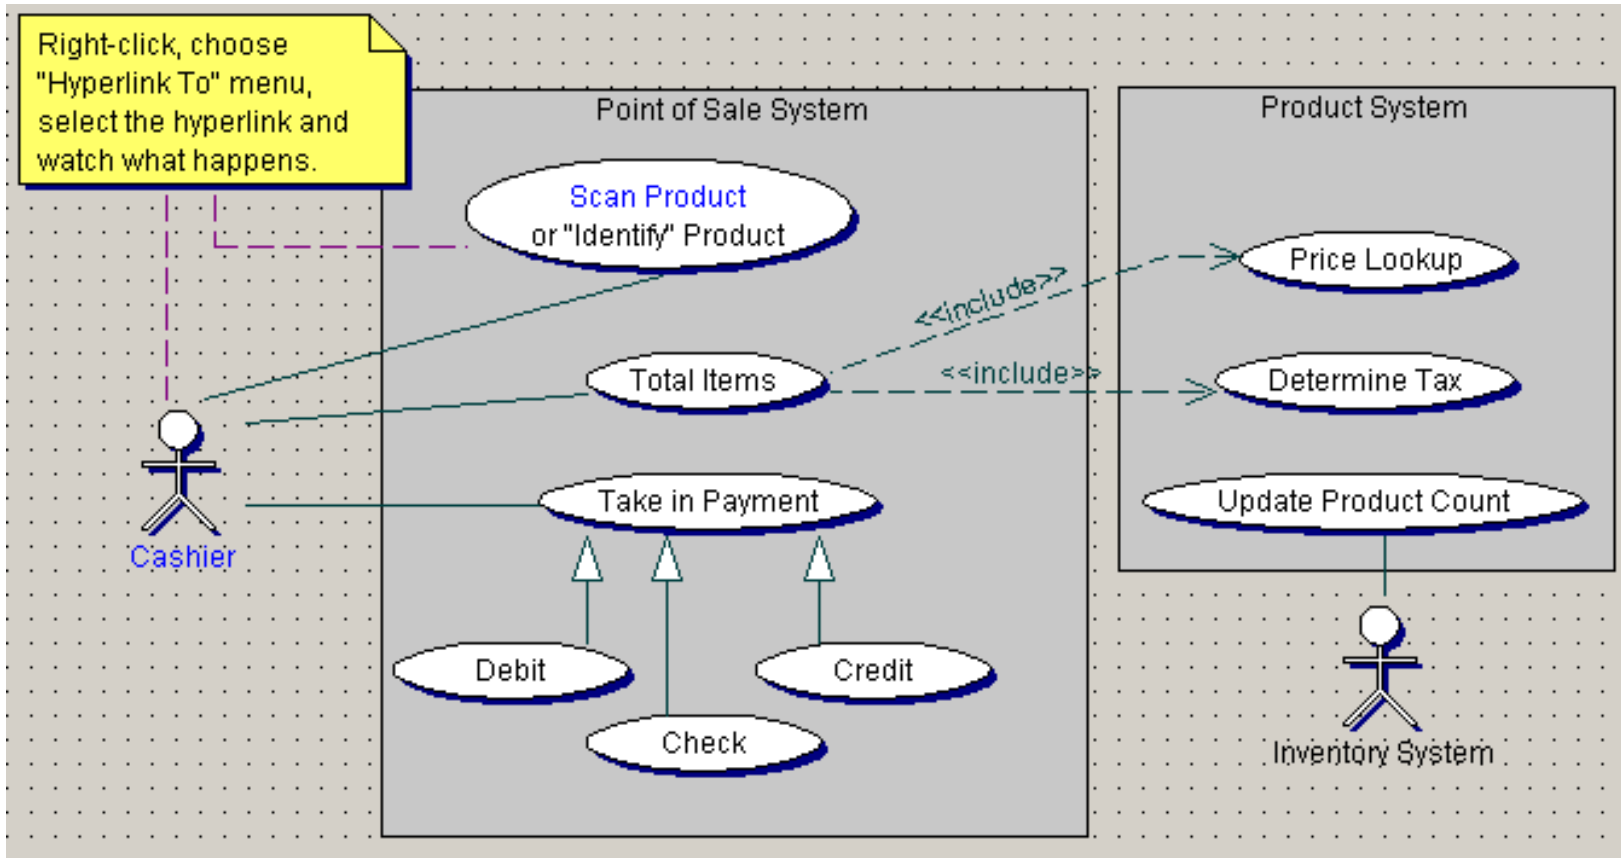 Right-click, choose
"Hyperlink To" menu,
select the hyperlink and
watch what happens.
Point of Sale System
Product System
Scan Product
or "Identify" Product
Price Lookup
<<include>>
Total Items
<<include>>
Determine Tax
Take in Payment
Update Product Count
Cashier
Debit
Credit
Check
Inventory System